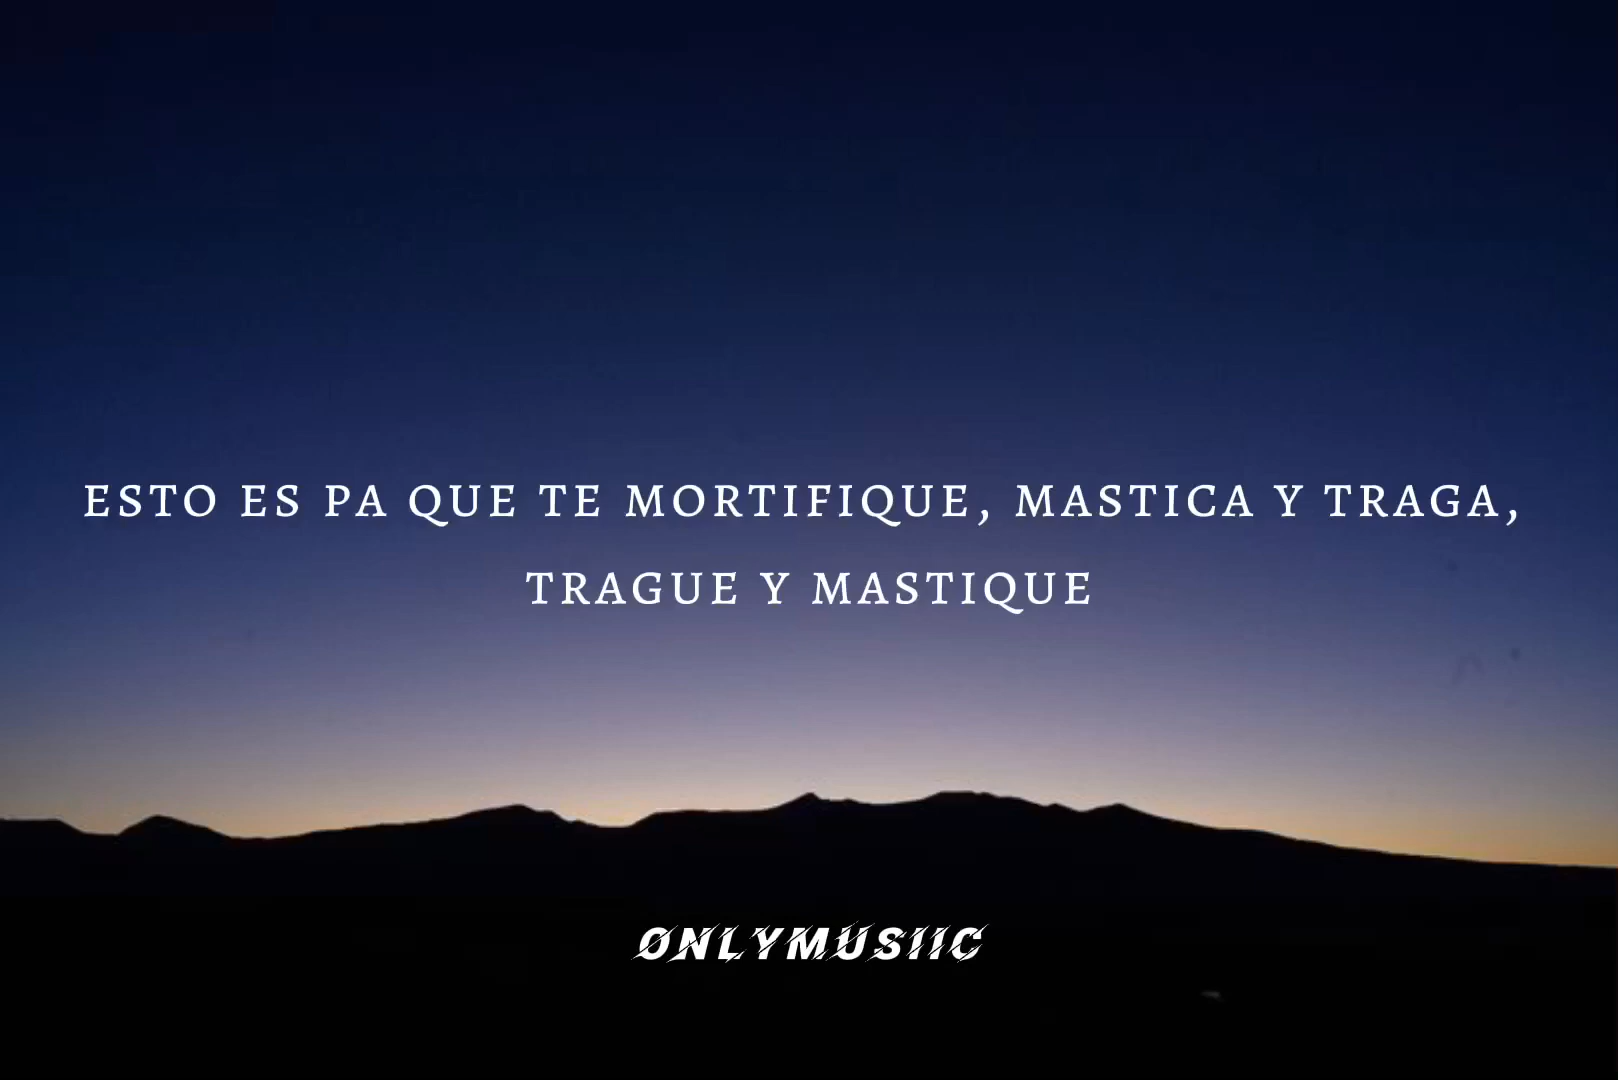 ESTO ES PA QUE TE MORTIFIQUE, MASTICA Y TRAGA,
TRAGUE Y MASTIQUE
ONLYMUSIIC